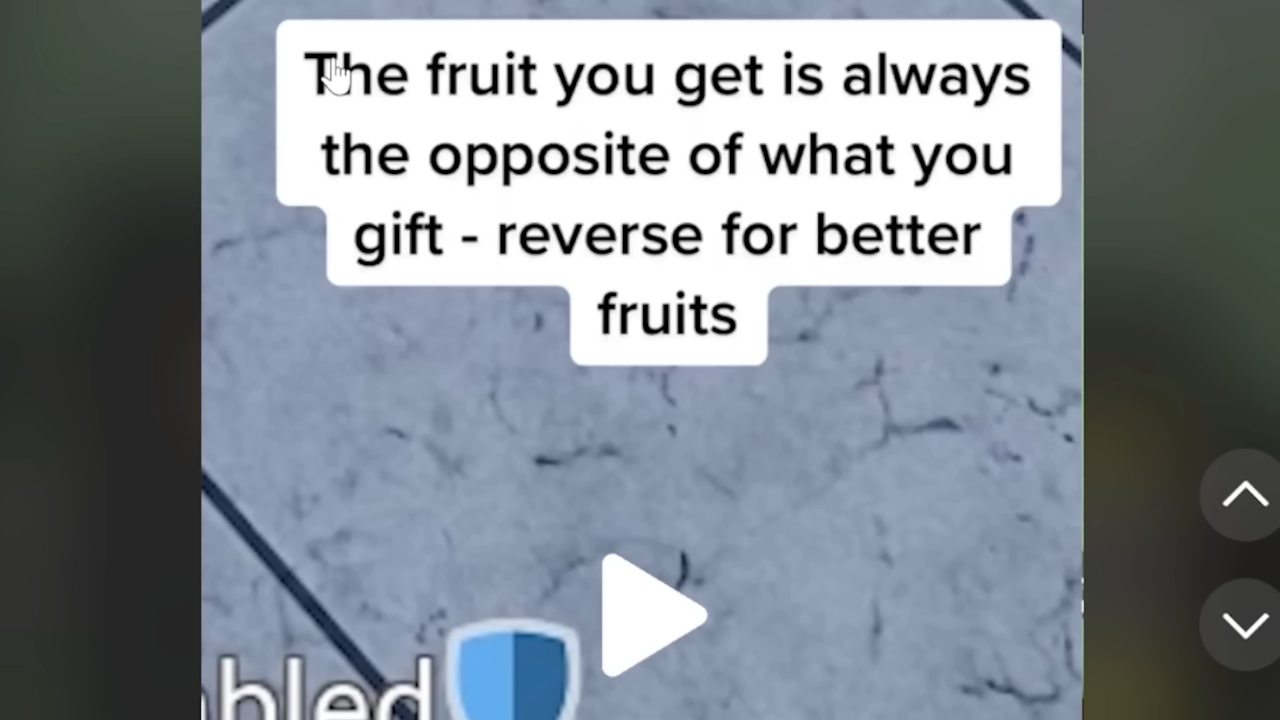 The fruit you get is always
the opposite of what you
gift - reverse for better
fruits